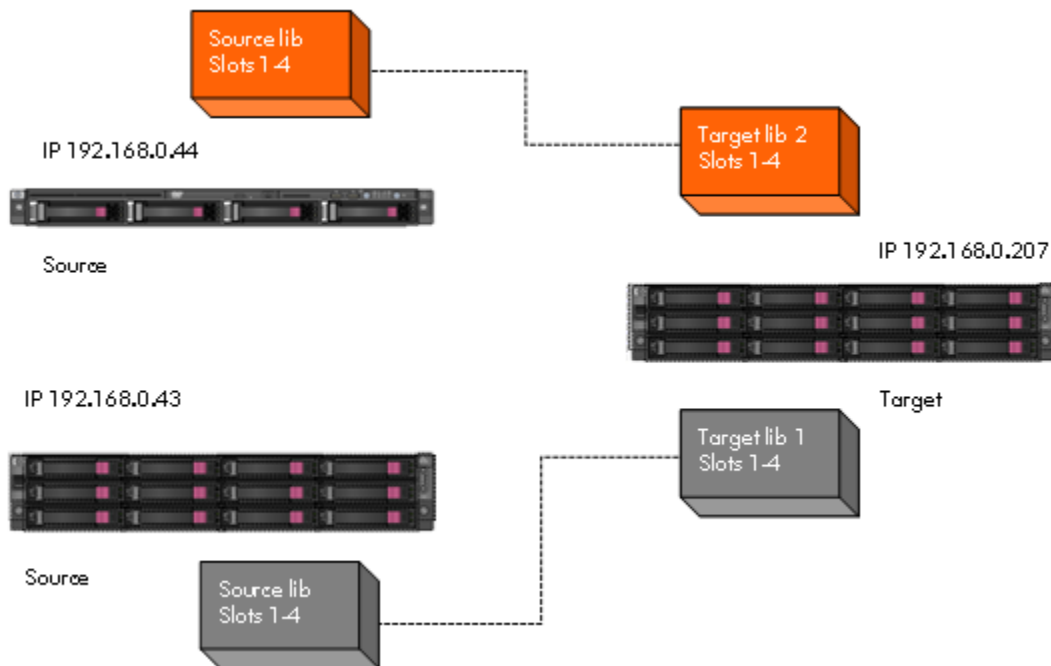 Source lib
Slots 1-4
Target lib 2
Slots 1-4
IP 192.168.0.44
Source
IP 192.168.0.207
Target
IP 192.168.0.43
Source
Target lib 1
Slots 1-4
Source lib
Slots 1-4